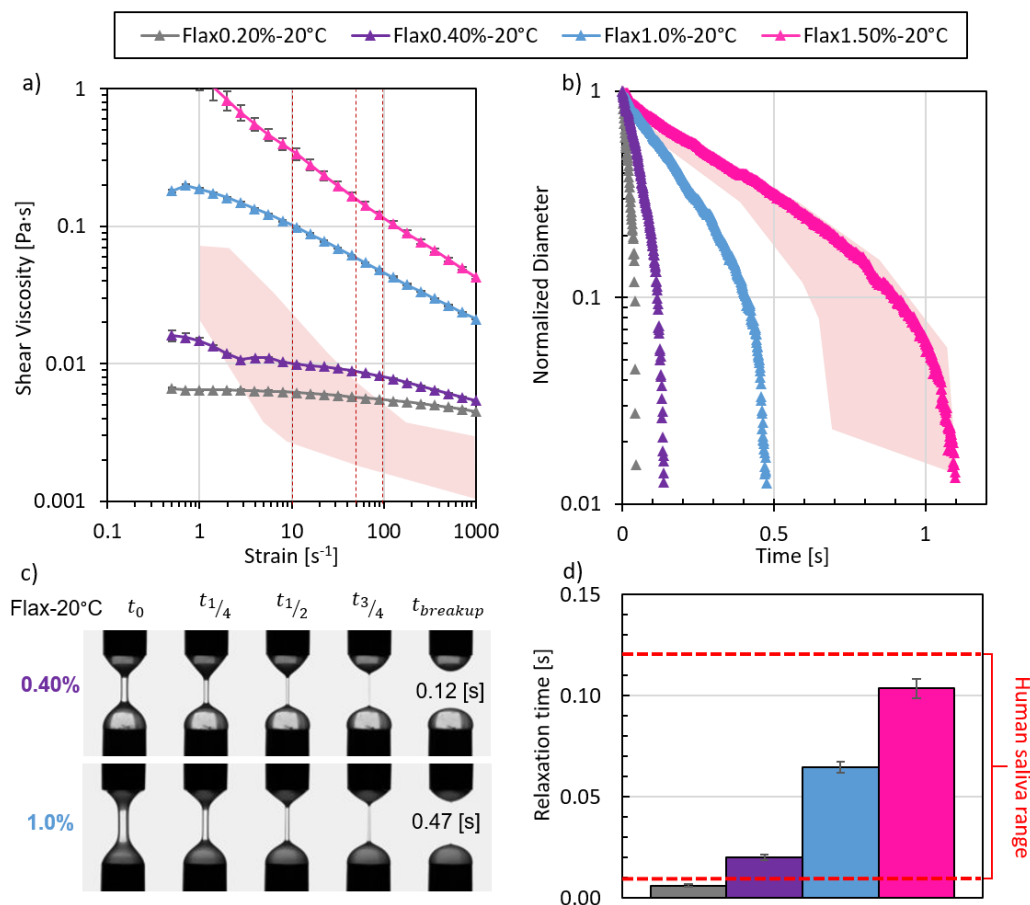 Flax0.20%-20°C Flax0.40%-20°C Flax1.0%-20°C Flax1.50%-20°C
a)
1
0.1
0.01
0.001
Shear Viscosity [Pa·s]
0.1 1 10 100 1000
Strain [s⁻¹]
b)
1
0.1
0.01
Normalized Diameter
0 0.5 1
Time [s]
c)
Flax-20°C t₀ t₁/₄ t₁/₂ t₃/₄ t_breakup
0.40%
0.12 [s]
1.0%
0.47 [s]
d)
0.15
0.10
0.05
0.00
Relaxation time [s]
Human saliva range